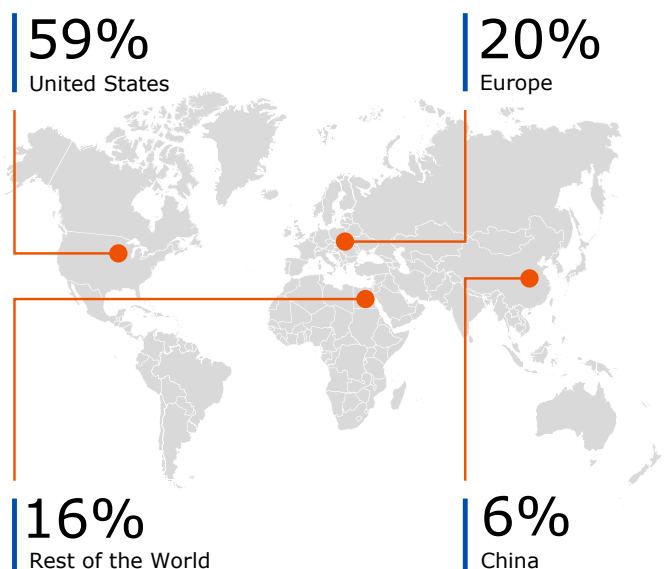 59%
United States
20%
Europe
16%
Rest of the World
6%
China